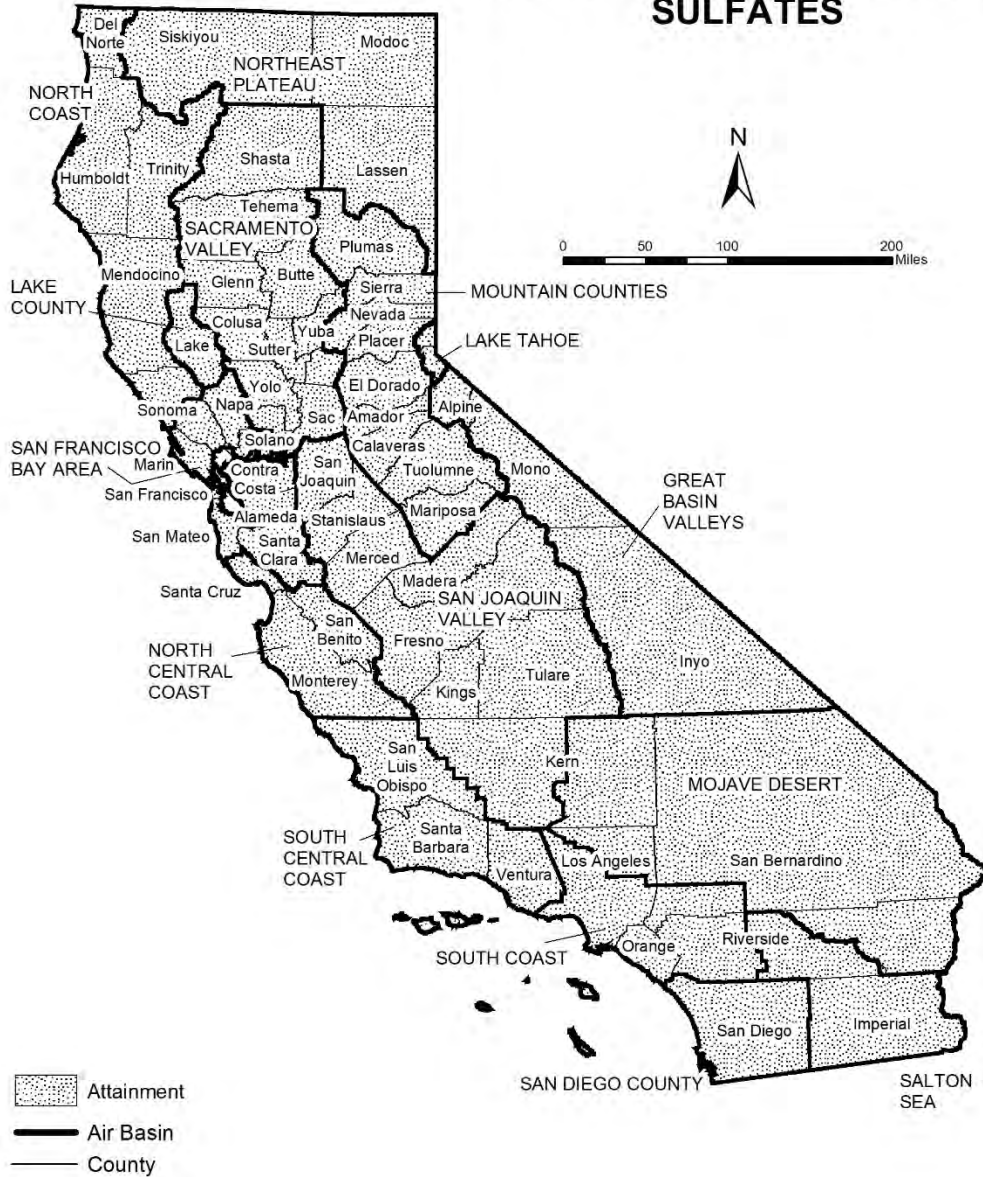 SULFATES
Del
Norte
Siskiyou
Modoc
NORTHEAST
PLATEAU
NORTH
COAST
N
Humboldt
Trinity
Shasta
Lassen
Tehema
SACRAMENTO
VALLEY
Plumas
0 50 100 200
Miles
Mendocino
Glenn
Butte
Sierra
MOUNTAIN COUNTIES
LAKE
COUNTY
Nevada
Colusa
Yuba
Lake
Sutter
Placer
LAKE TAHOE
Yolo
El Dorado
Napa
Sac
Amador
Alpine
Sonoma
Solano
Calaveras
SAN FRANCISCO
BAY AREA
Marin
Contra
Costa
San
Joaquin
Tuolumne
Mono
San Francisco
GREAT
BASIN
VALLEYS
Alameda
Stanislaus
Mariposa
San Mateo
Santa
Clara
Merced
Santa Cruz
Madera
SAN JOAQUIN
VALLEY
San
Benito
Fresno
NORTH
CENTRAL
COAST
Monterey
Kings
Tulare
Inyo
San
Luis
Obispo
Kern
MOJAVE DESERT
SOUTH
CENTRAL
COAST
Santa
Barbara
Ventura
Los Angeles
San Bernardino
SOUTH COAST
Orange
Riverside
San Diego
Imperial
SAN DIEGO COUNTY
SALTON
SEA
Attainment
Air Basin
County